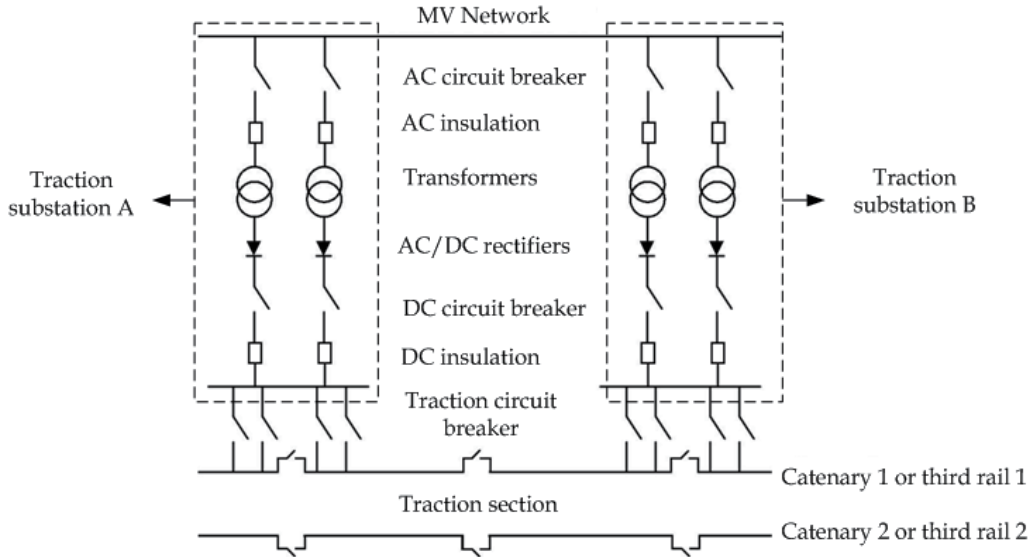 MV Network
AC circuit breaker
AC insulation
Traction
substation A
Transformers
Traction
substation B
AC/DC rectifiers
DC circuit breaker
DC insulation
Traction circuit
breaker
Catenary 1 or third rail 1
Traction section
Catenary 2 or third rail 2